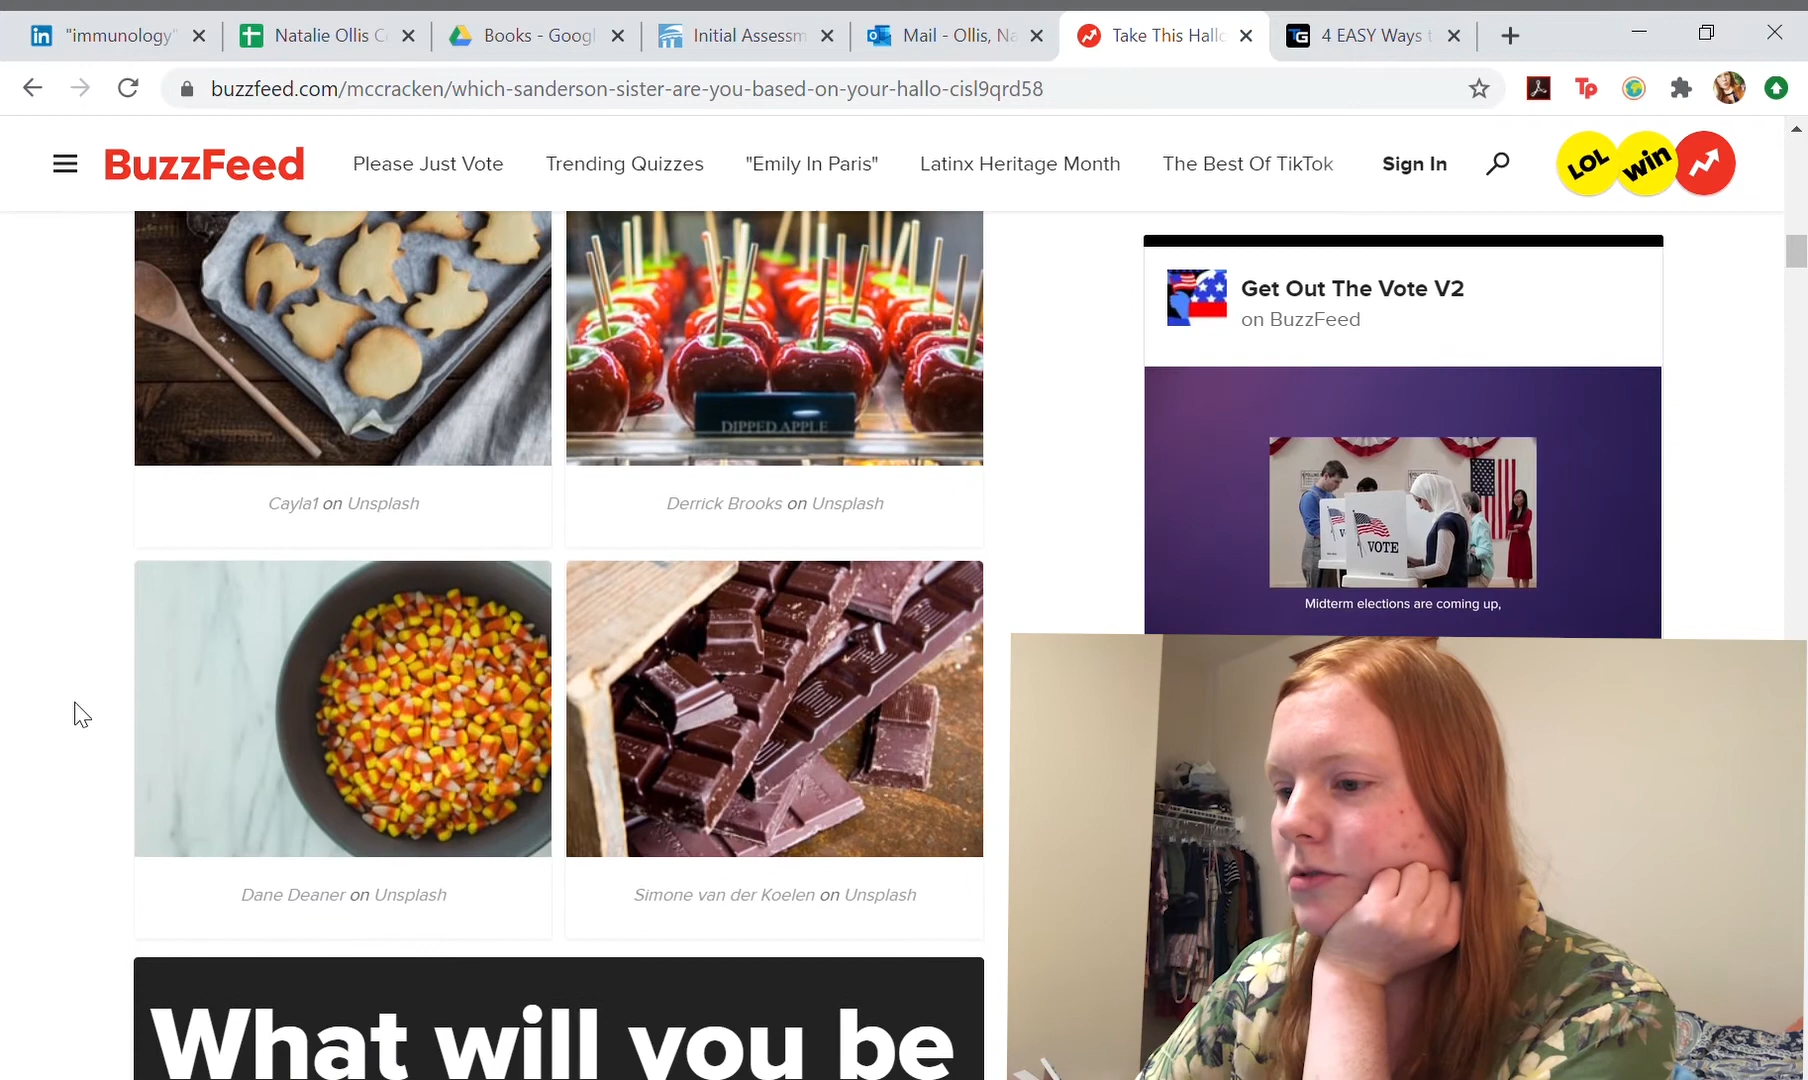 "immunology"
Natalie Ollis C
Books - Googl
Initial Assessm
Mail - Ollis, Na
Take This Hall
4 EASY Ways t
buzzfeed.com/mccracken/which-sanderson-sister-are-you-based-on-your-hallo-cisl9qrd58
BuzzFeed
Please Just Vote
Trending Quizzes
"Emily In Paris"
Latinx Heritage Month
The Best Of TikTok
Sign In
LOL
win
Get Out The Vote V2
on BuzzFeed
DIPPED APPLE
Cayla1 on Unsplash
Derrick Brooks on Unsplash
VOTE
Midterm elections are coming up,
Dane Deaner on Unsplash
Simone van der Koelen on Unsplash
What will you be